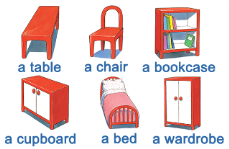 a table a chair a bookcase
a cupboard a bed a wardrobe